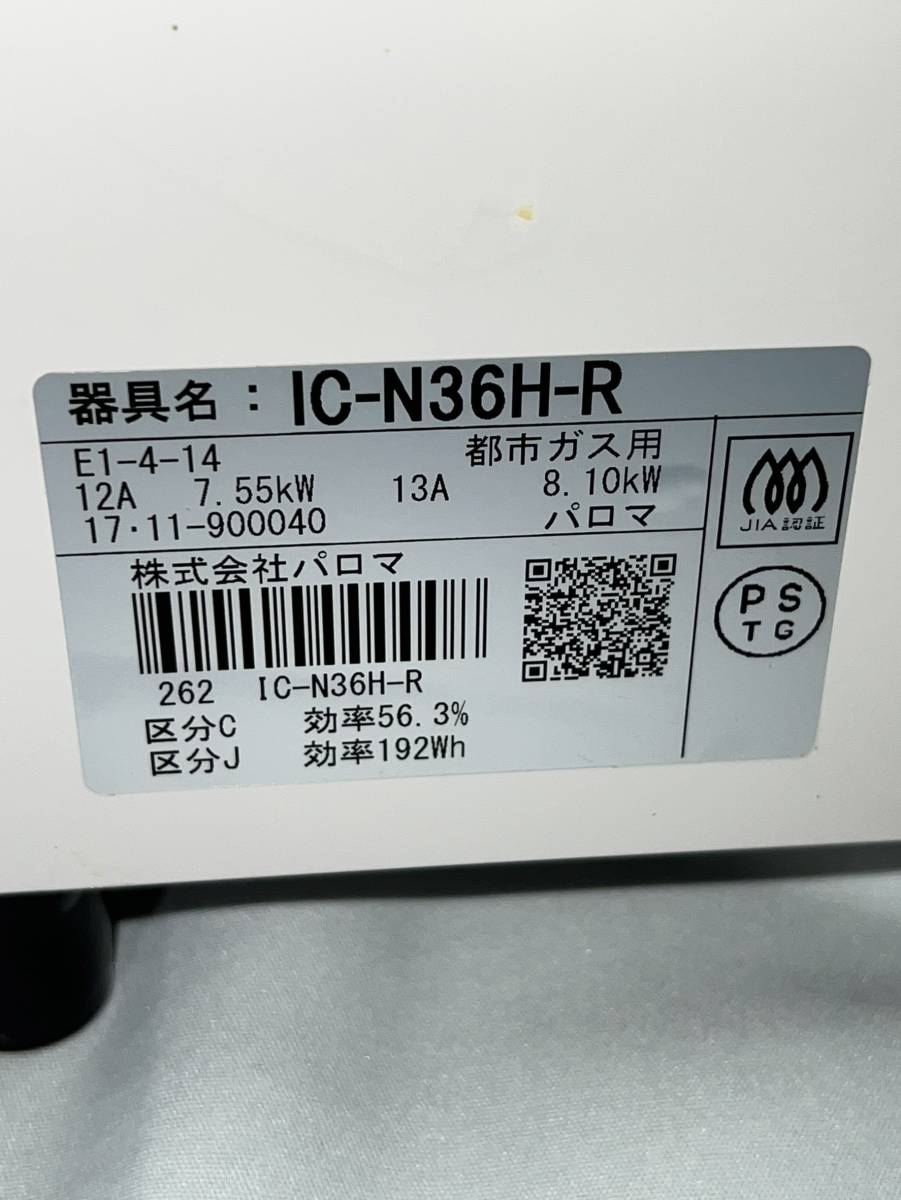 器具名：IC-N36H-R
E1-4-14 都市ガス用
12A 7.55kW 13A 8.10kW
17・11-900040 パロマ
JIA認証
株式会社パロマ
PS
TG
262 IC-N36H-R
区分C 効率56.3%
区分J 効率192Wh